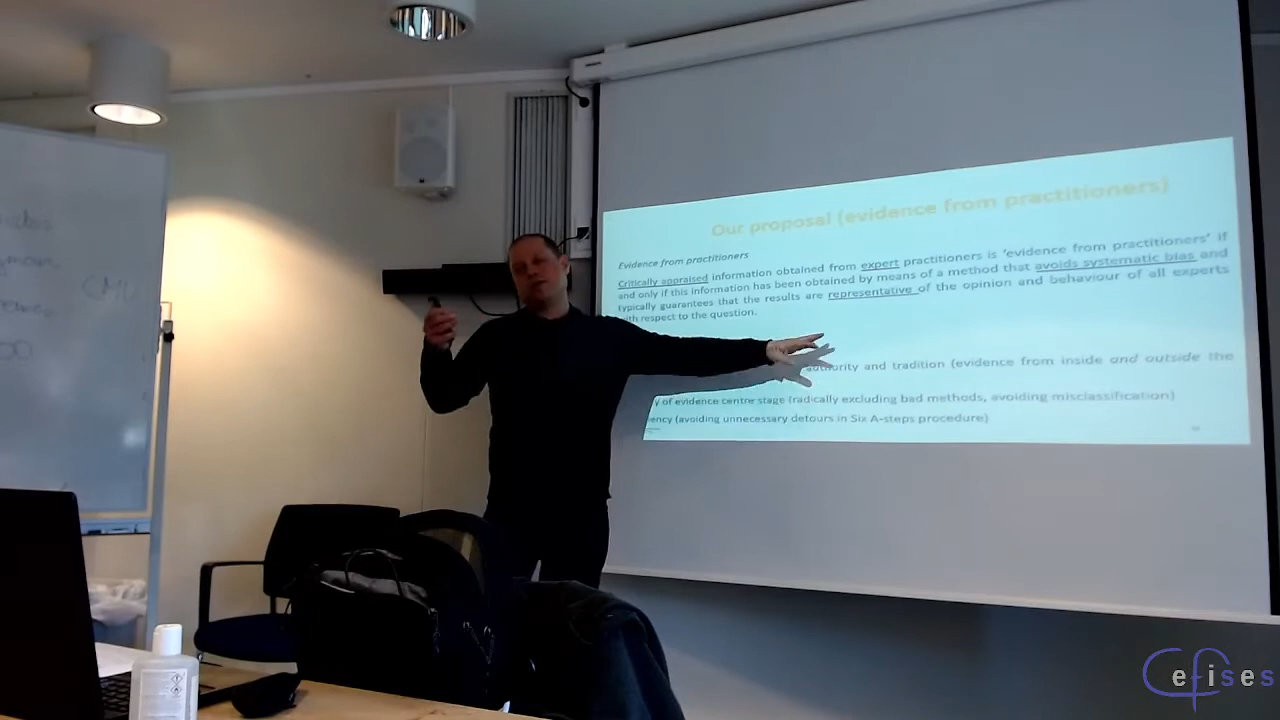 Our proposal (evidence from practitioners)
Evidence from practitioners
Critically appraised information obtained from expert practitioners is 'evidence from practitioners' if
and only if this information has been obtained by means of a method that avoids systematic bias and
typically guarantees that the results are representative of the opinion and behaviour of all experts
with respect to the question.
authority and tradition (evidence from inside and outside the
y of evidence centre stage (radically excluding bad methods, avoiding misclassification)
ency (avoiding unnecessary detours in Six A-steps procedure)
CMU
Cefises